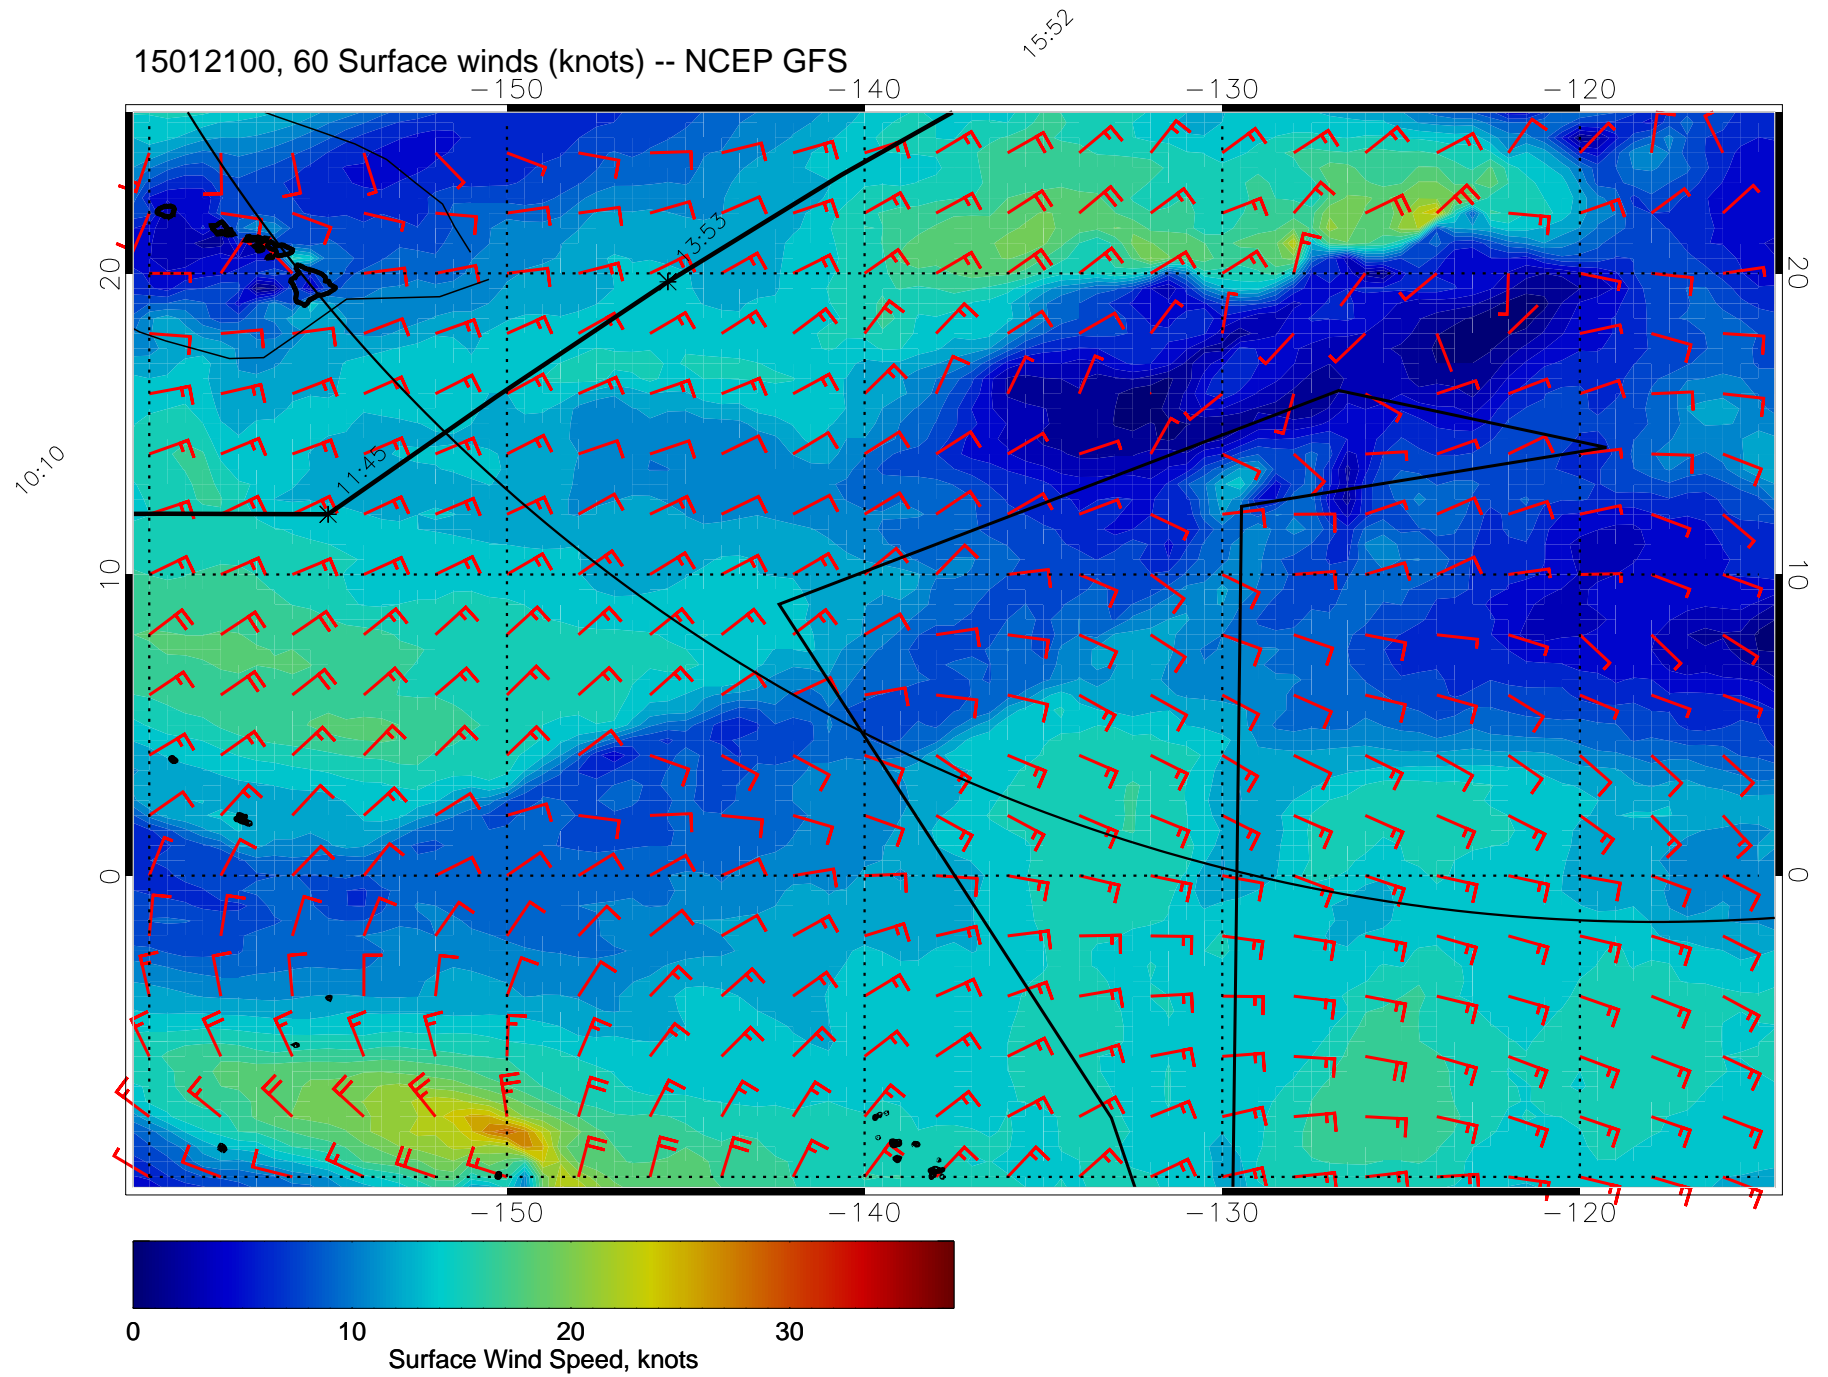 15:52
15012100, 60 Surface winds (knots) -- NCEP GFS
-150 -140 -130 -120
13:53
20 20
11:45
10:10
10 10
0 0
-150 -140 -130 -120
0 10 20 30
Surface Wind Speed, knots